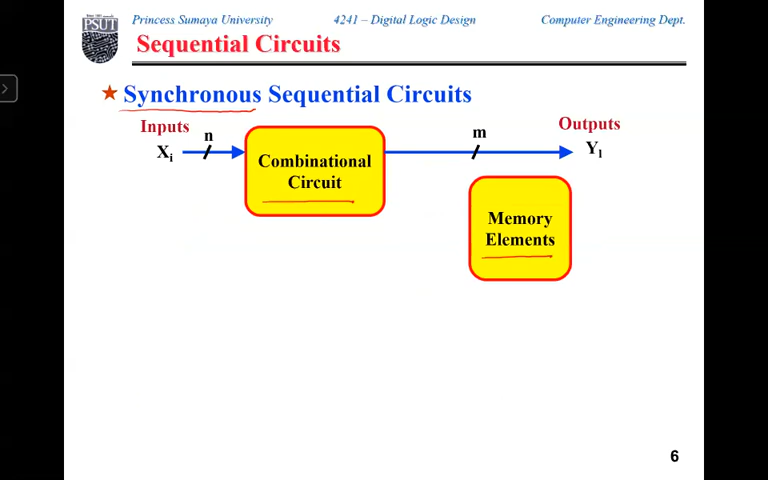 Princess Sumaya University 4241 – Digital Logic Design Computer Engineering Dept.
PSUT
Sequential Circuits
★ Synchronous Sequential Circuits
Inputs n m Outputs
Xi Yl
Combinational
Circuit
Memory
Elements
6